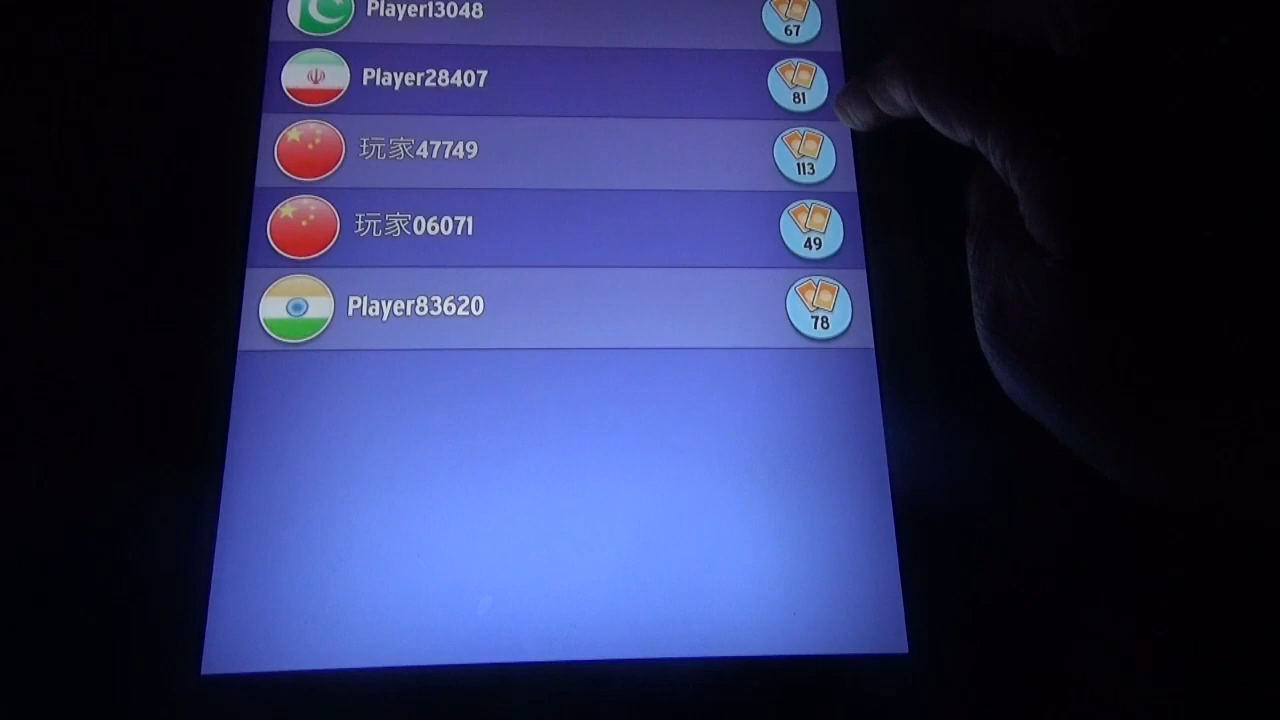 Player13048
67
Player28407
81
玩家47749
113
玩家06071
49
Player83620
78